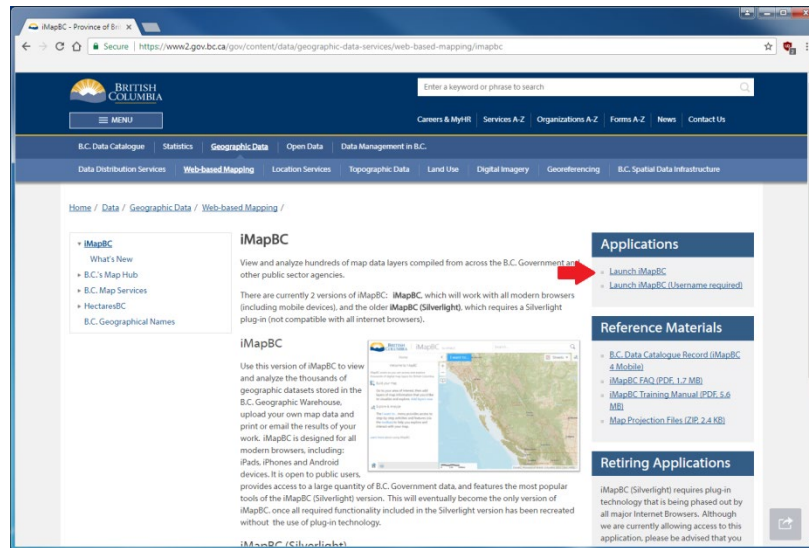 iMapBC - Province of Bri
Secure | https://www2.gov.bc.ca/gov/content/data/geographic-data-services/web-based-mapping/imapbc
BRITISH
COLUMBIA
Enter a keyword or phrase to search
MENU
Careers & MyHR Services A-Z Organizations A-Z Forms A-Z News Contact Us
B.C. Data Catalogue Statistics Geographic Data Open Data Data Management in B.C.
Data Distribution Services Web-based Mapping Location Services Topographic Data Land Use Digital Imagery Georeferencing B.C. Spatial Data Infrastructure
Home / Data / Geographic Data / Web-based Mapping /
iMapBC
What's New
B.C.'s Map Hub
B.C. Map Services
HectaresBC
B.C. Geographical Names
iMapBC
View and analyze hundreds of map data layers compiled from across the B.C. Government and
other public sector agencies.
There are currently 2 versions of iMapBC: iMapBC, which will work with all modern browsers
(including mobile devices), and the older iMapBC (Silverlight), which requires a Silverlight
plug-in (not compatible with all internet browsers).
iMapBC
Use this version of iMapBC to view
and analyze the thousands of
geographic datasets stored in the
B.C. Geographic Warehouse,
upload your own map data and
print or email the results of your
work. iMapBC is designed for all
modern browsers, including:
iPads, iPhones and Android
devices. It is open to public users,
provides access to a large quantity of B.C. Government data, and features the most popular
tools of the iMapBC (Silverlight) version. This will eventually become the only version of
iMapBC, once all required functionality included in the Silverlight version has been recreated
without the use of plug-in technology.
iMapBC (Silverlight)
BRITISH
COLUMBIA
iMapBC
Home
Applications
Launch iMapBC
Launch iMapBC (Username required)
Reference Materials
B.C. Data Catalogue Record (iMapBC
4 Mobile)
iMapBC FAQ (PDF, 1.7 MB)
iMapBC Training Manual (PDF, 5.6
MB)
Map Projection Files (ZIP, 2.4 KB)
Retiring Applications
iMapBC (Silverlight) requires plug-in
technology that is being phased out by
all major Internet Browsers. Although
we are currently allowing access to this
application, please be advised that you